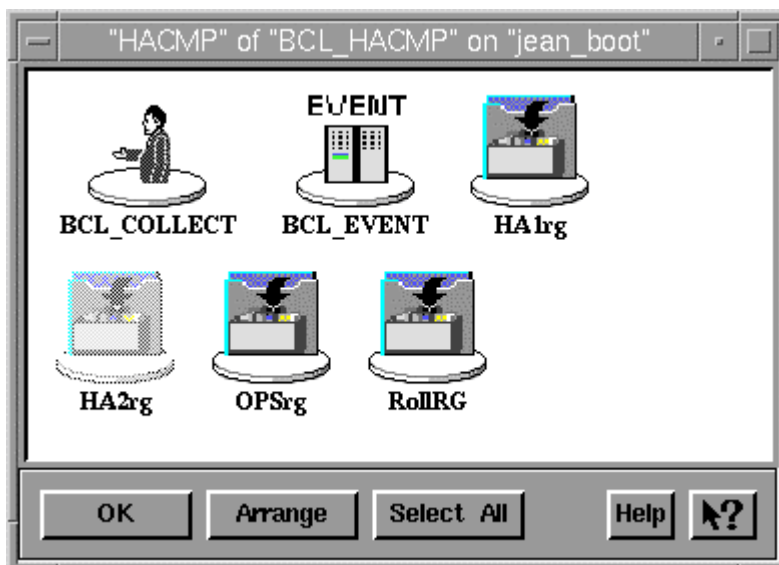 "HACMP" of "BCL_HACMP" on "jean_boot"
EVENT
BCL_COLLECT BCL_EVENT HA1rg
HA2rg OPSrg RollRG
OK Arrange Select All Help ?